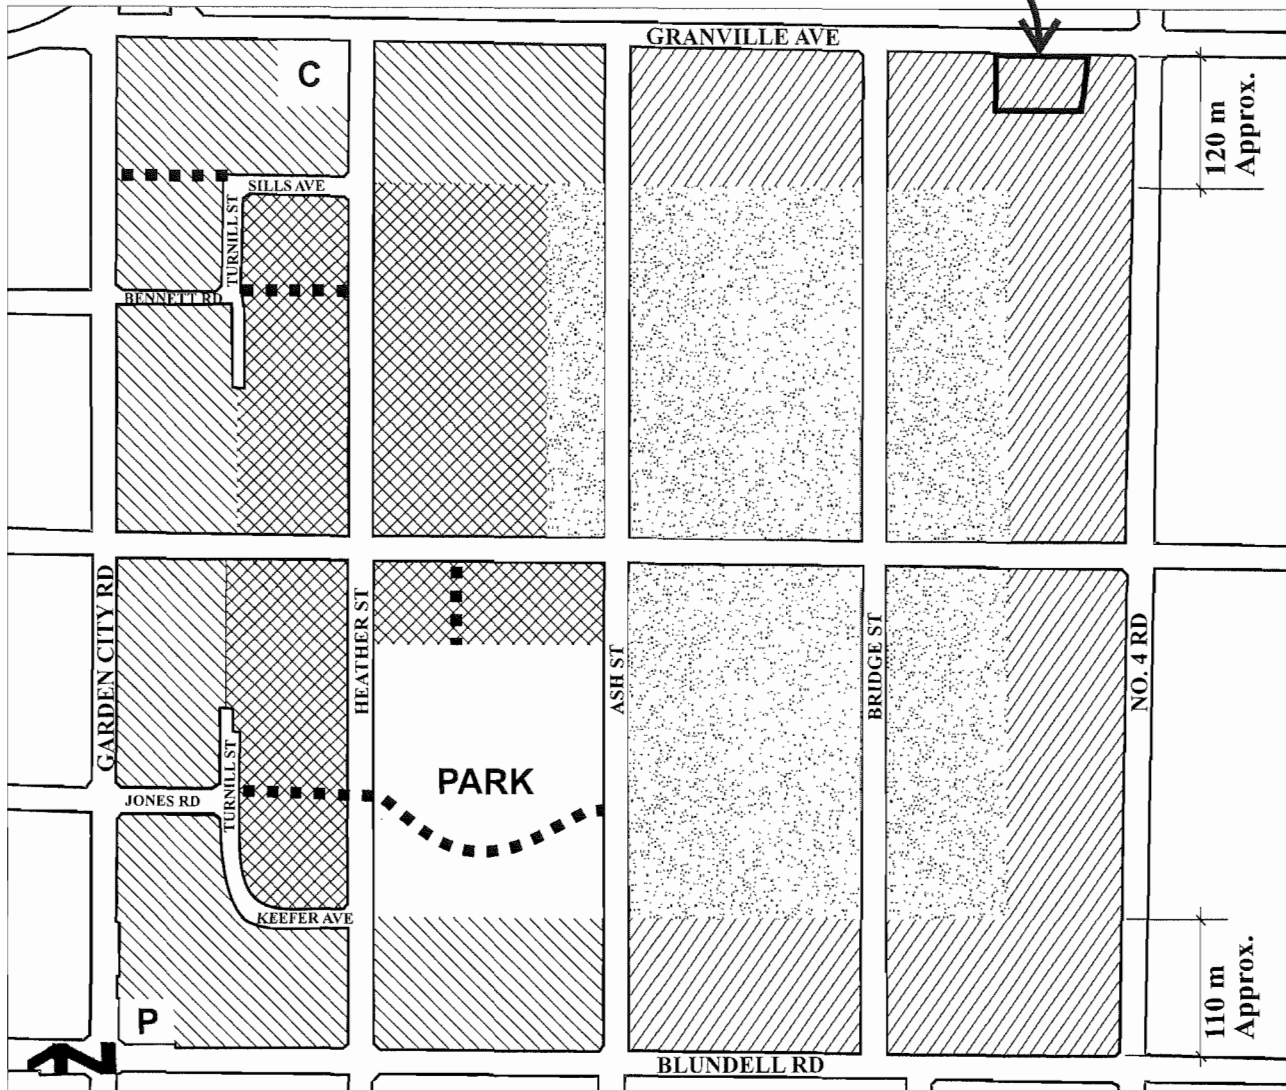 GRANVILLE AVE
C
120 m
Approx.
SILLS AVE
TURNILL ST
BENNETT RD
GARDEN CITY RD
HEATHER ST
ASH ST
BRIDGE ST
NO. 4 RD
PARK
JONES RD
TURNILL ST
KEEFER AVE
P
110 m
Approx.
BLUNDELL RD